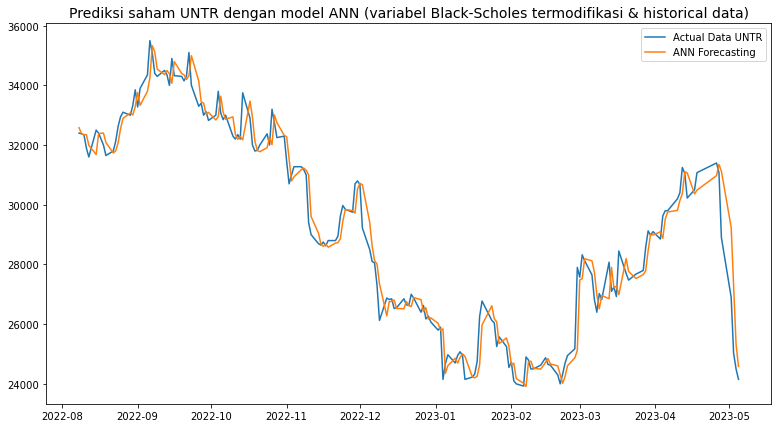 Prediksi saham UNTR dengan model ANN (variabel Black-Scholes termodifikasi & historical data)
Actual Data UNTR
ANN Forecasting
36000
34000
32000
30000
28000
26000
24000
2022-08 2022-09 2022-10 2022-11 2022-12 2023-01 2023-02 2023-03 2023-04 2023-05